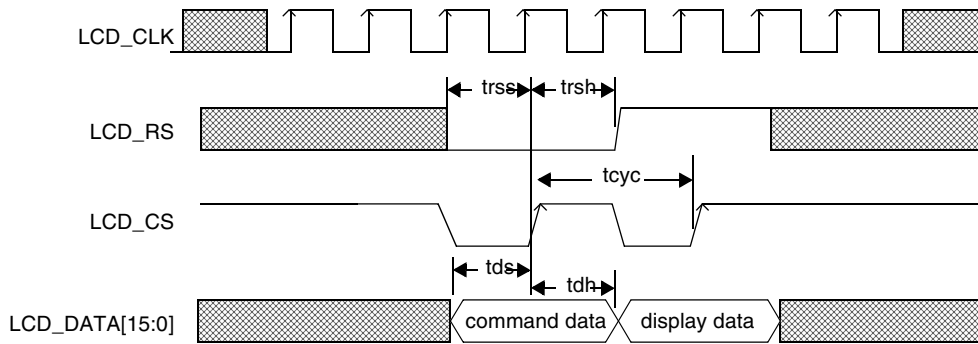 LCD_CLK
trss trsh
LCD_RS
tcyc
LCD_CS
tds
tdh
LCD_DATA[15:0] command data display data